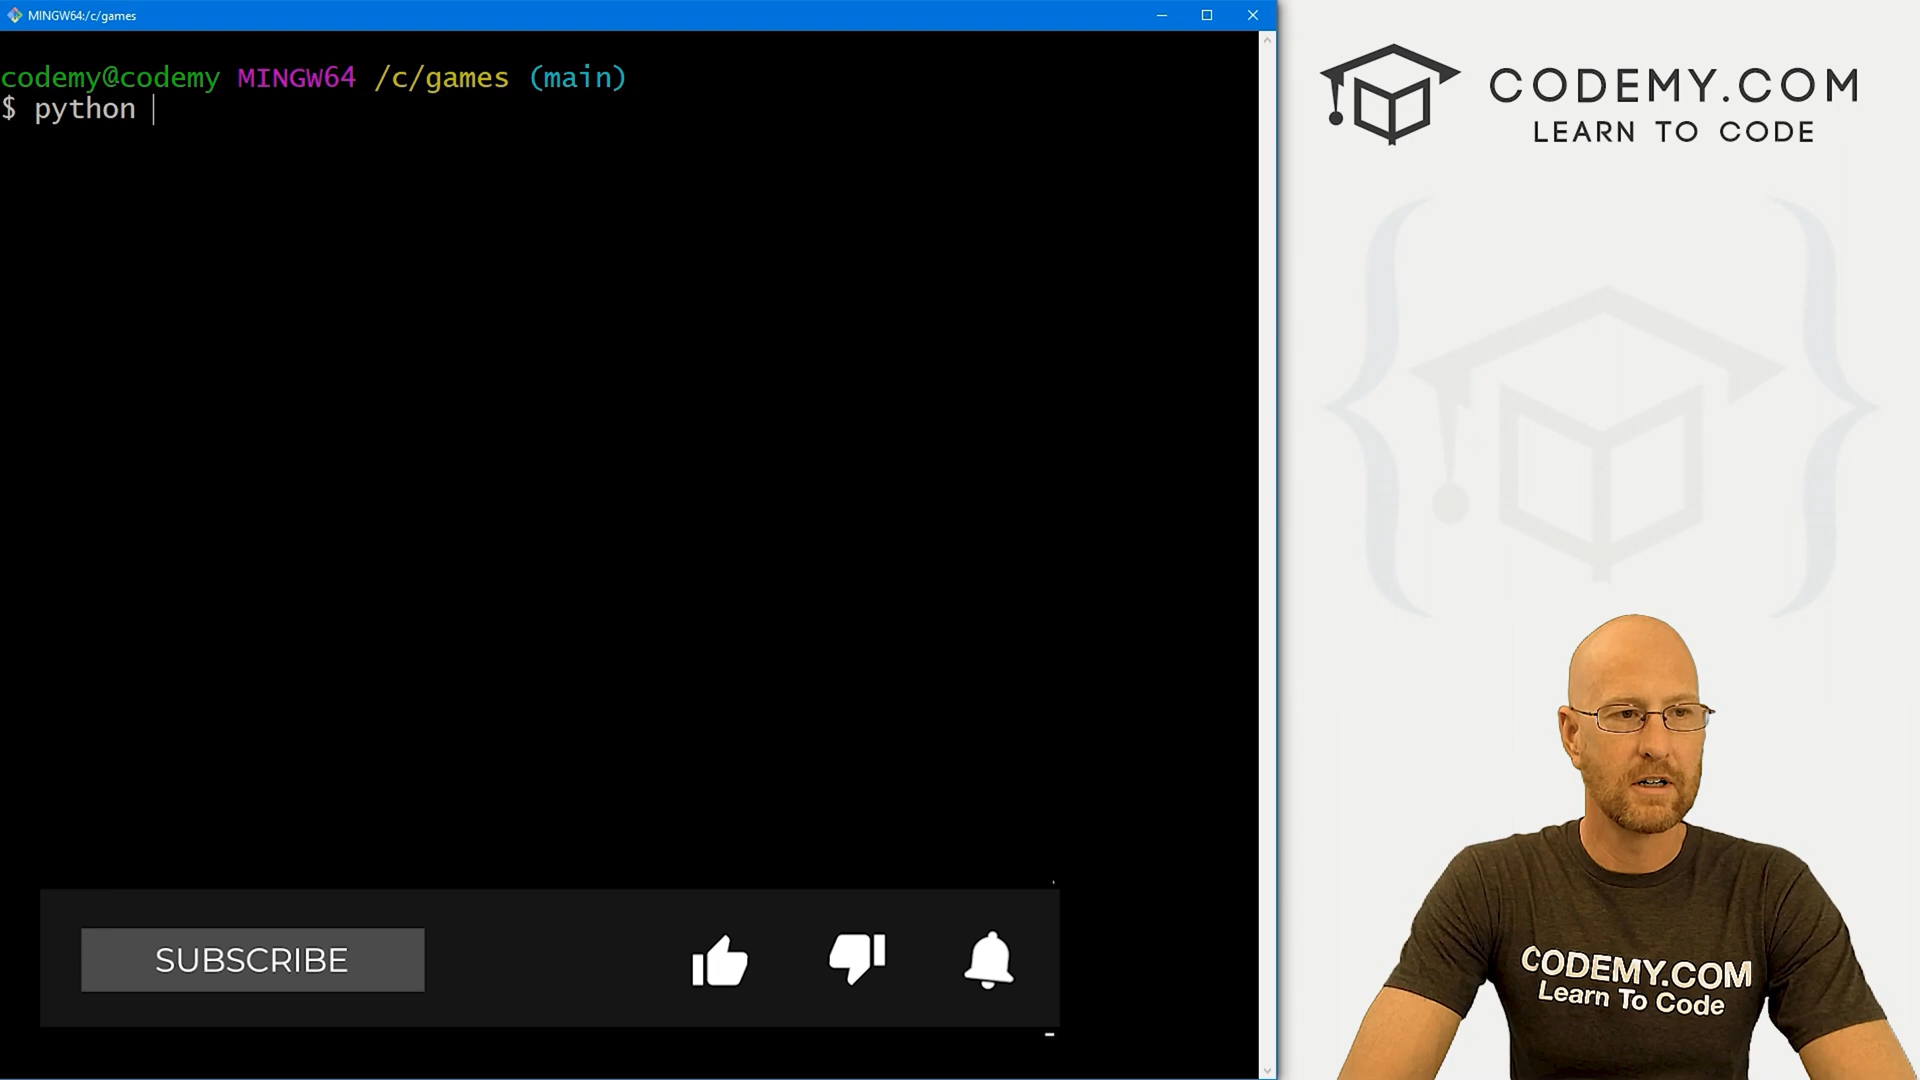 MINGW64:/c/games
codemy@codemy MINGW64 /c/games (main)
$ python
CODEMY.COM
LEARN TO CODE
SUBSCRIBE
CODEMY.COM
Learn To Code